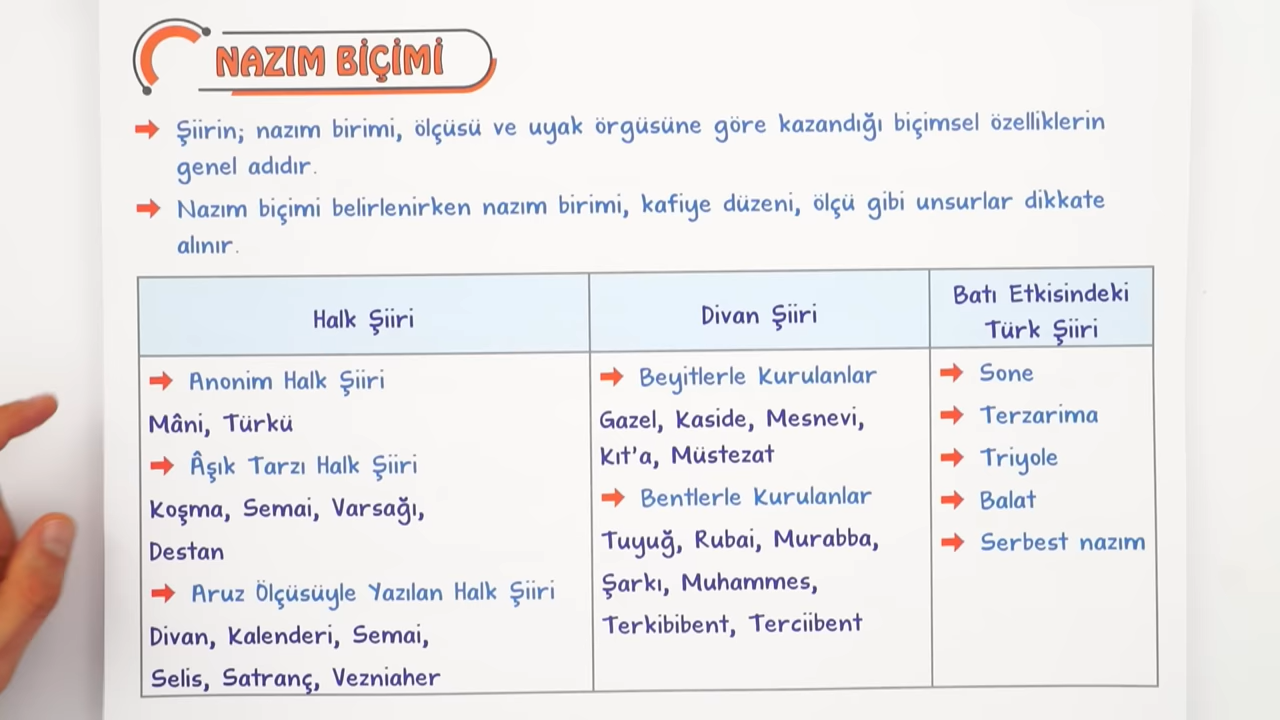 NAZIM BİÇİMİ
Şiirin; nazım birimi, ölçüsü ve uyak örgüsüne göre kazandığı biçimsel özelliklerin
genel adıdır.
Nazım biçimi belirlenirken nazım birimi, kafiye düzeni, ölçü gibi unsurlar dikkate
alınır.
Halk Şiiri
Anonim Halk Şiiri
Mâni, Türkü
Âşık Tarzı Halk Şiiri
Koşma, Semai, Varsağı,
Destan
Aruz Ölçüsüyle Yazılan Halk Şiiri
Divan, Kalenderi, Semai,
Selis, Satranç, Vezniaher
Divan Şiiri
Beyitlerle Kurulanlar
Gazel, Kaside, Mesnevi,
Kıt'a, Müstezat
Bentlerle Kurulanlar
Tuyuğ, Rubai, Murabba,
Şarkı, Muhammes,
Terkibibent, Terciibent
Batı Etkisindeki
Türk Şiiri
Sone
Terzarima
Triyole
Balat
Serbest nazım